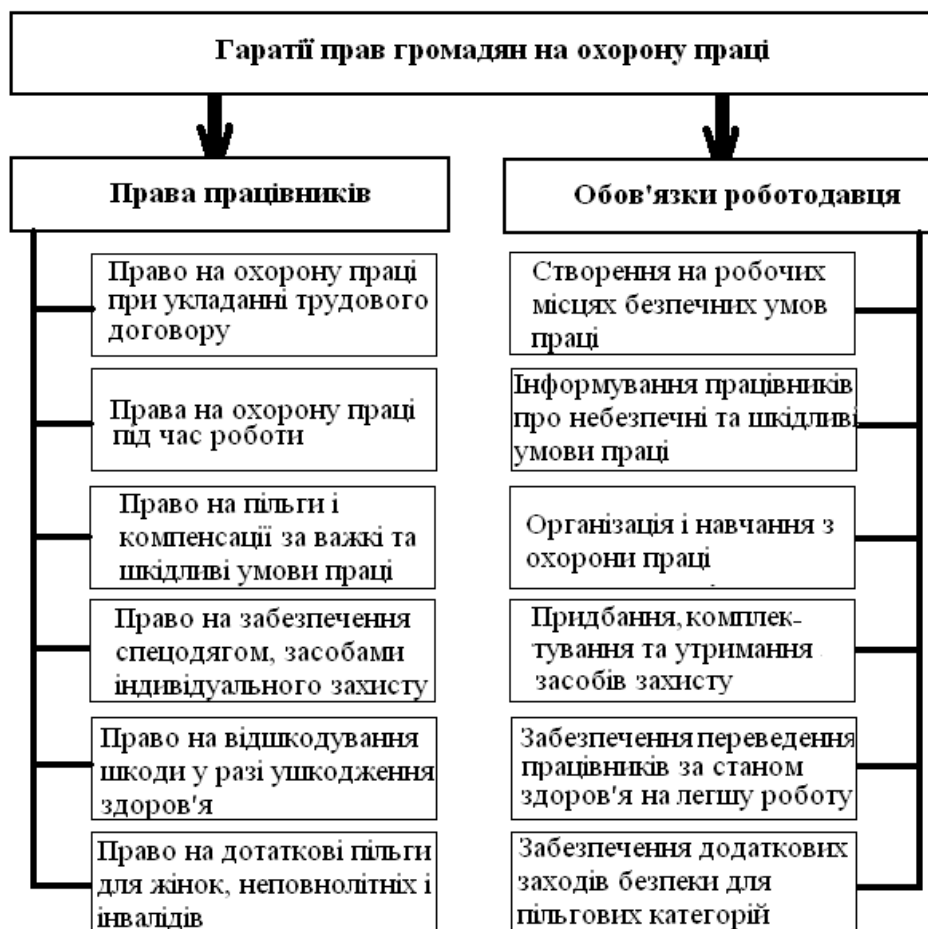 Гаратії прав громадян на охорону праці
Права працівників
Право на охорону праці
при укладанні трудового
договору
Права на охорону праці
під час роботи
Право на пільги і
компенсації за важкі та
шкідливі умови праці
Право на забезпечення
спецодягом, засобами
індивідуального захисту
Право на відшкодування
шкоди у разі ушкодження
здоров'я
Право на дотаткові пільги
для жінок, неповнолітніх і
інвалідів
Обов'язки роботодавця
Створення на робочих
місцях безпечних умов
праці
Інформування працівників
про небезпечні та шкідливі
умови праці
Організація і навчання з
охорони праці
Придбання, комплек-
тування та утримання
засобів захисту
Забезпечення переведення
працівників за станом
здоров'я на легшу роботу
Забезпечення додаткових
заходів безпеки для
пільгових категорій